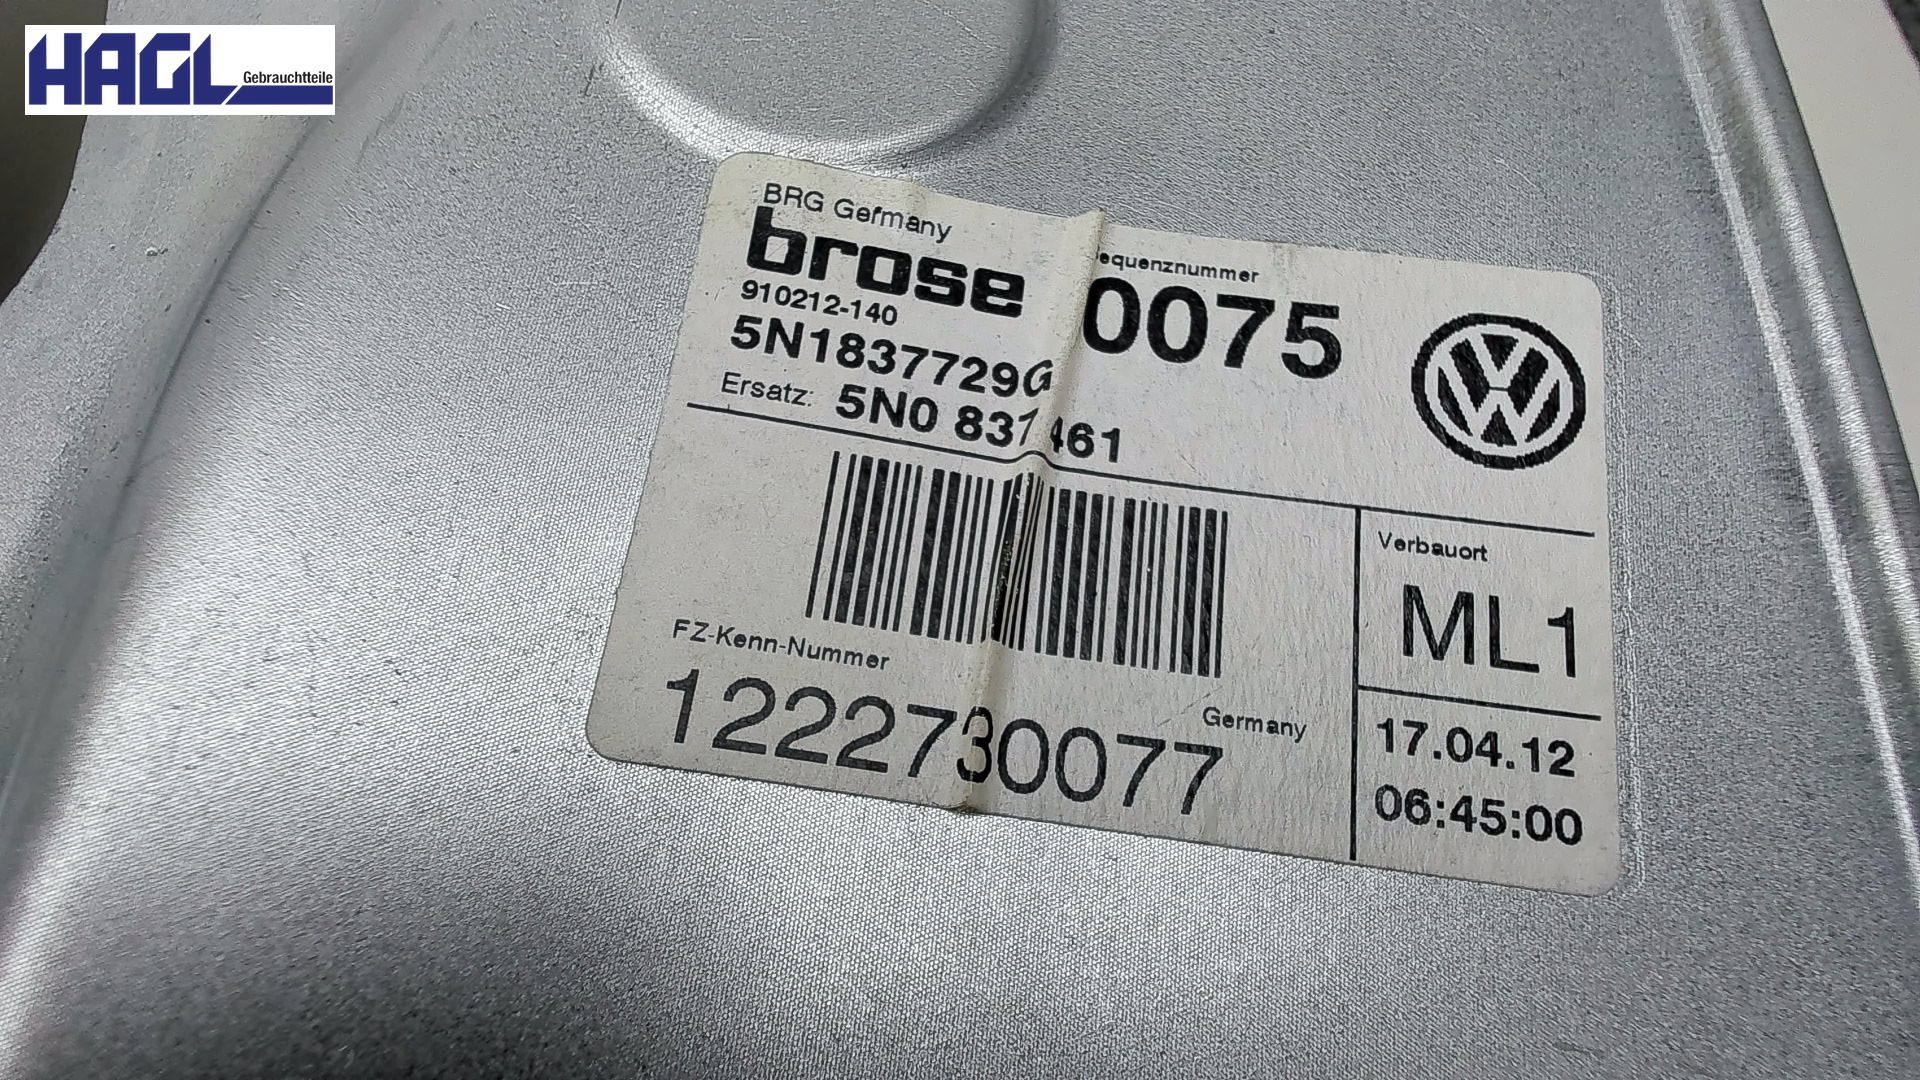 HAGL
Gebrauchtteile
BRG Germany
brose
910212-140
5N1837729G
Ersatz: 5N0 837461
equenznummer
0075
Verbauort
ML1
FZ-Kenn-Nummer
1222730077
Germany
17.04.12
06:45:00